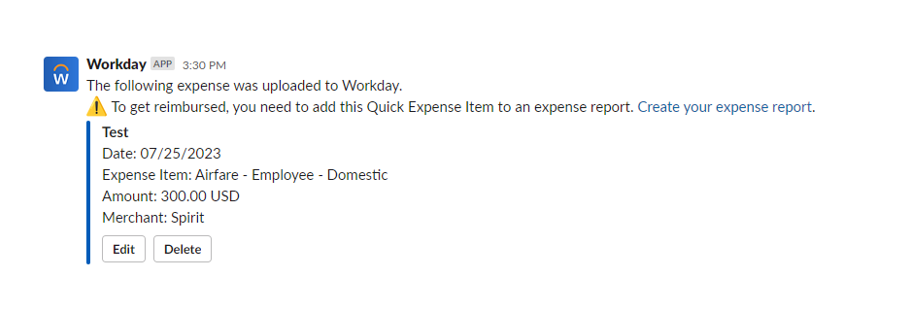 W
Workday APP 3:30 PM
The following expense was uploaded to Workday.
⚠️ To get reimbursed, you need to add this Quick Expense Item to an expense report. Create your expense report.
Test
Date: 07/25/2023
Expense Item: Airfare - Employee - Domestic
Amount: 300.00 USD
Merchant: Spirit
Edit Delete